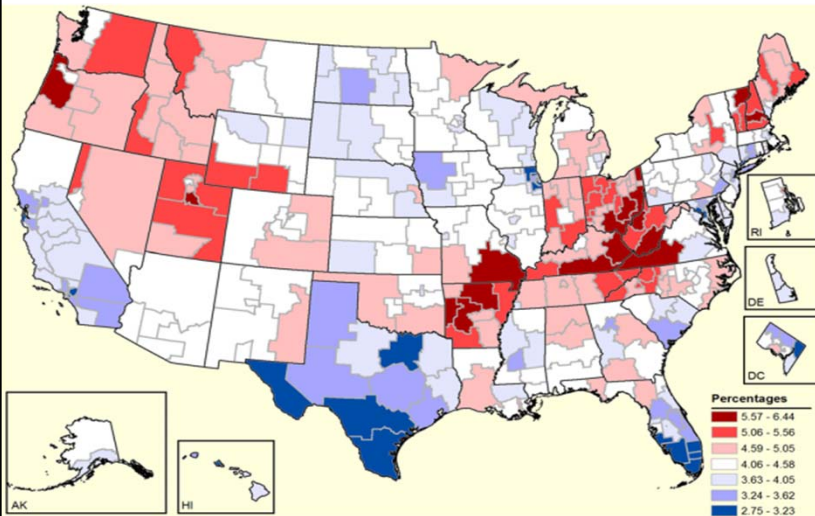 RI
DE
DC
AK
HI
Percentages
5.57 - 6.44
5.06 - 5.56
4.59 - 5.05
4.06 - 4.58
3.63 - 4.05
3.24 - 3.62
2.75 - 3.23